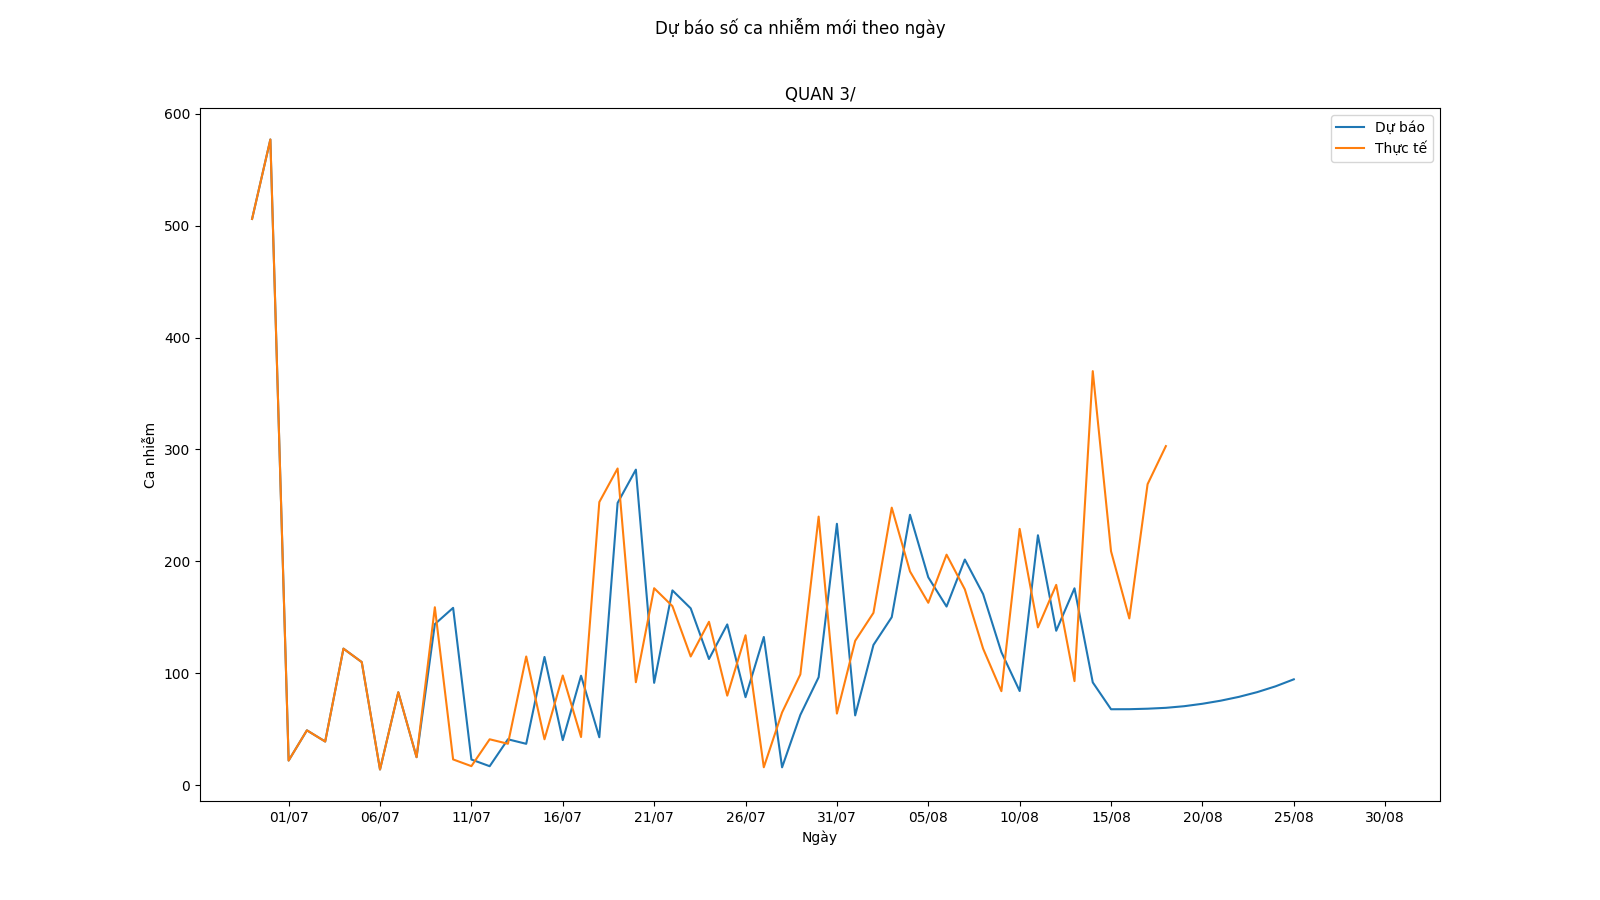 Dự báo số ca nhiễm mới theo ngày
QUAN 3/
Dự báo
Thực tế
600
500
400
300
200
100
0
Ca nhiễm
01/07 06/07 11/07 16/07 21/07 26/07 31/07 05/08 10/08 15/08 20/08 25/08 30/08
Ngày